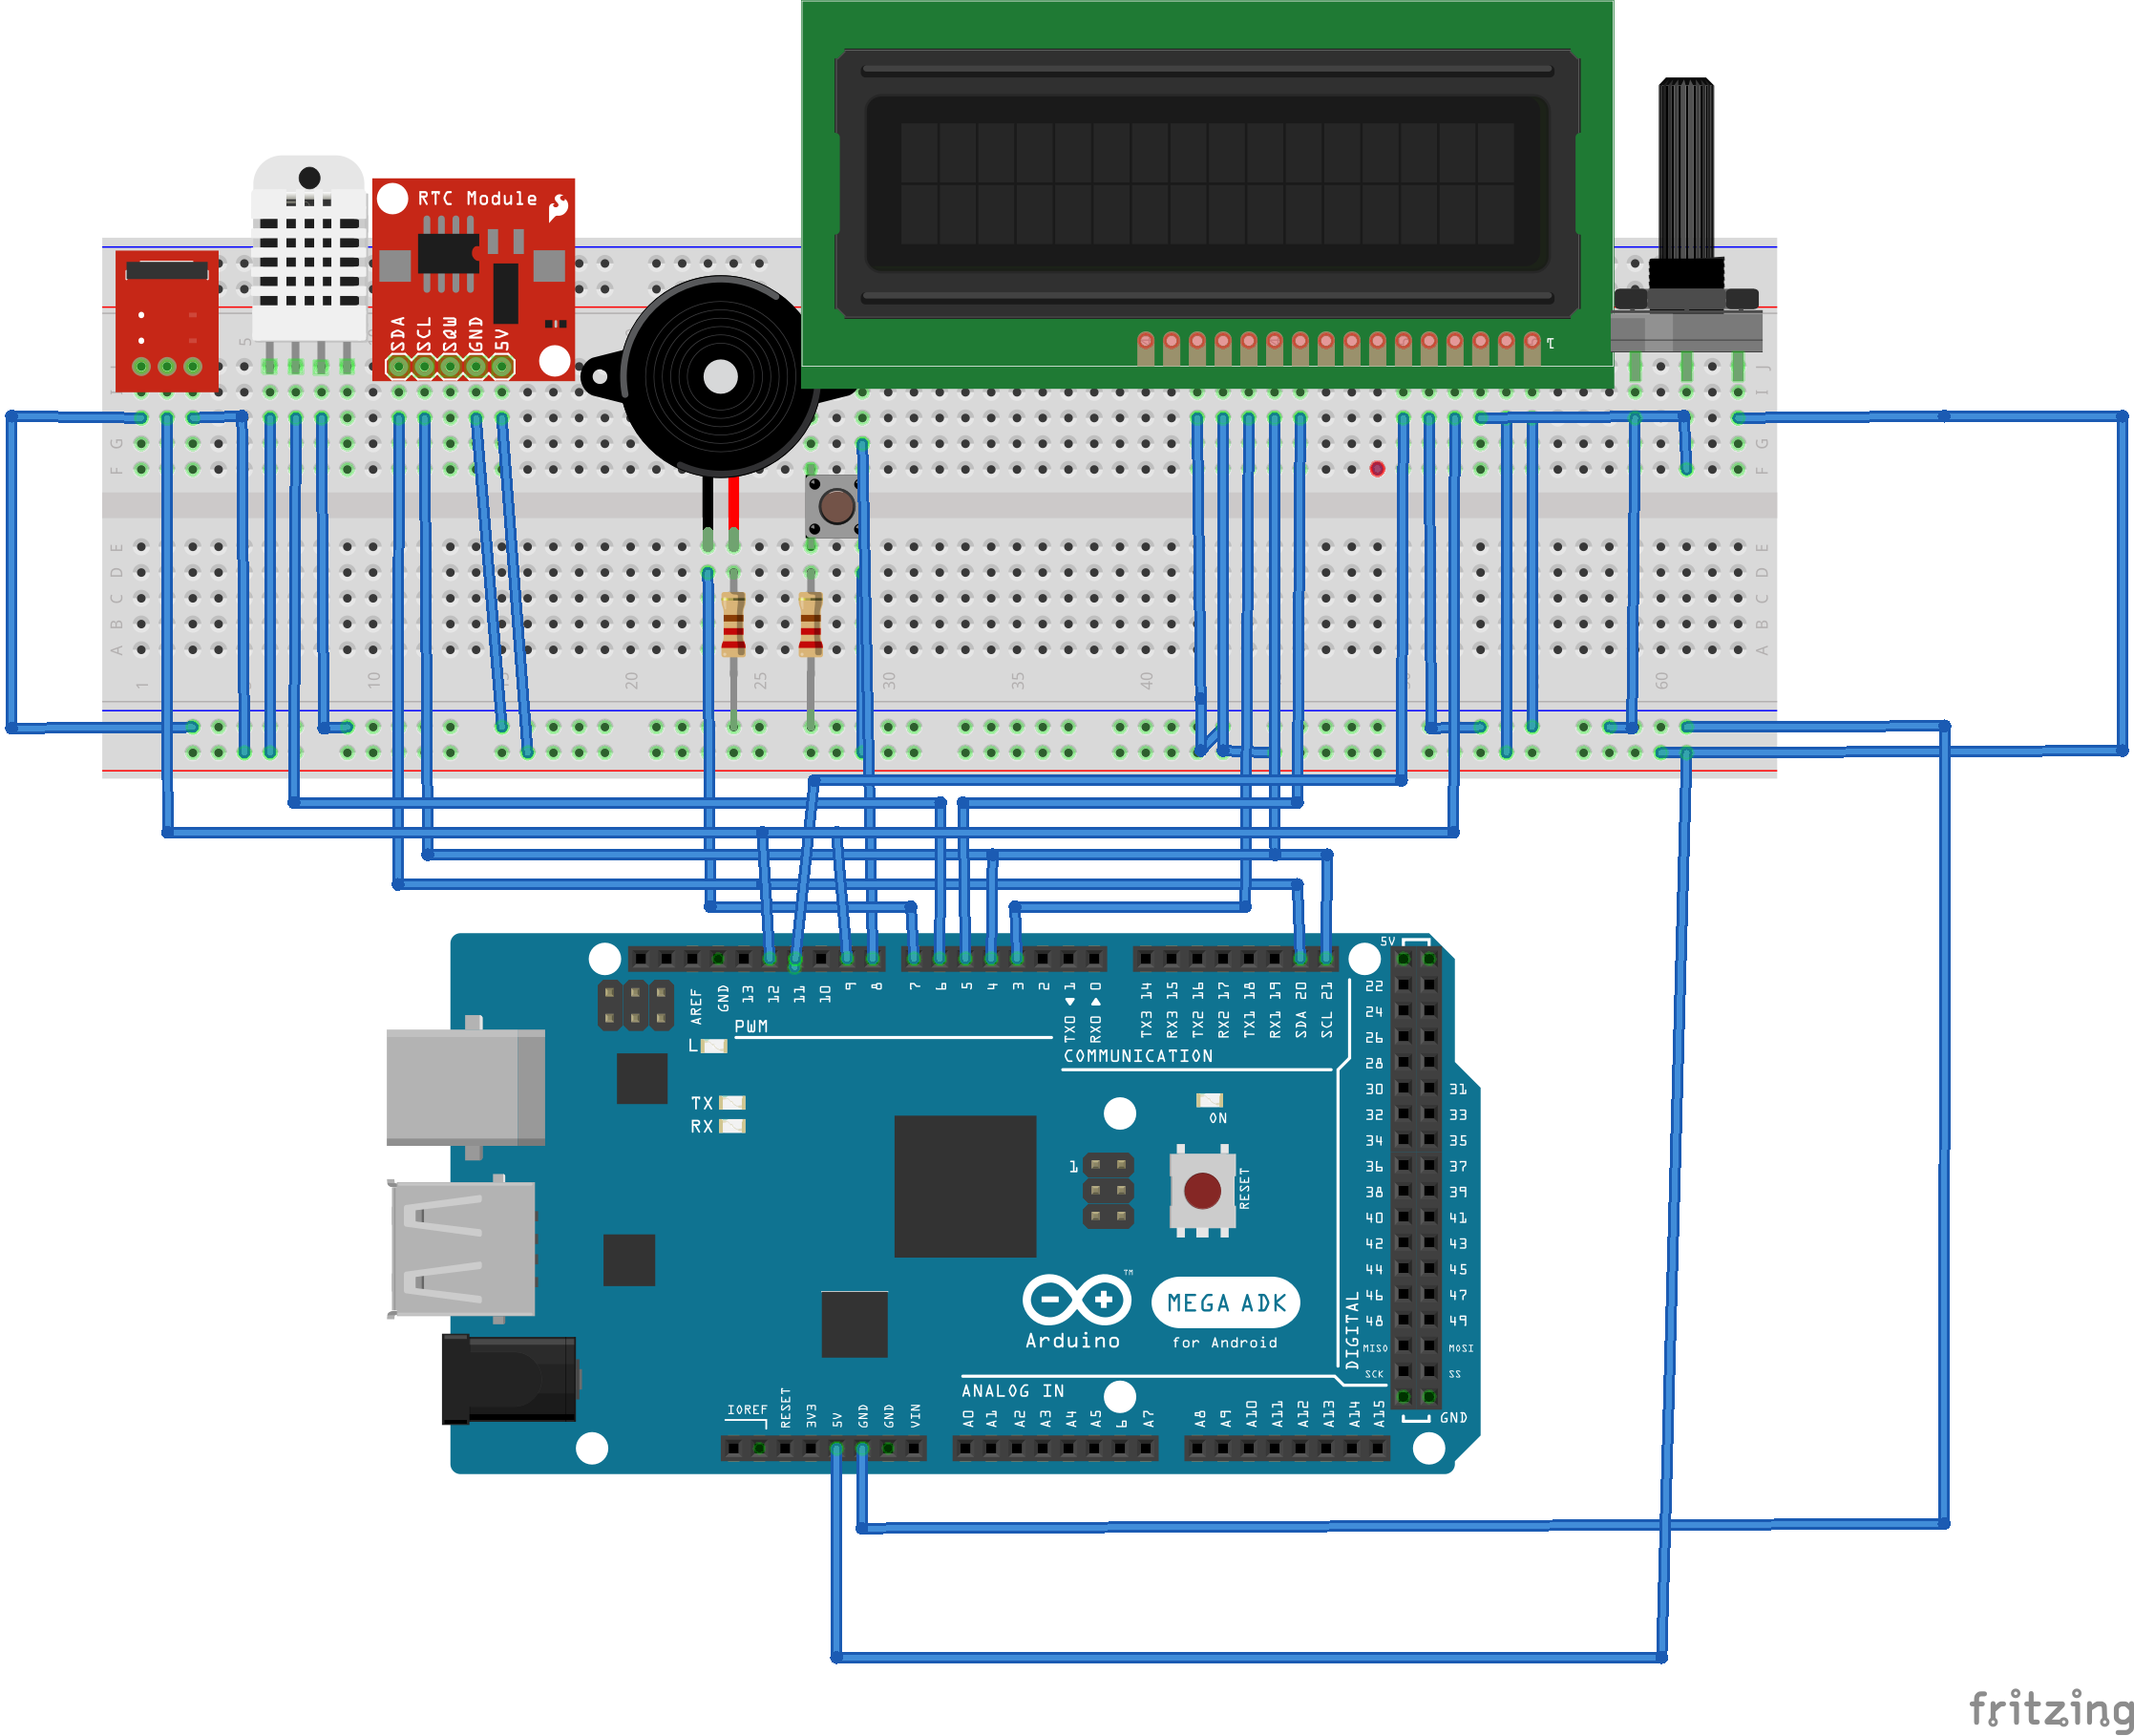 RTC Module
SDA
SCL
SQW
GND
5V
1
J
I
G
F
E
D
C
B
A
5
J
I
G
F
E
D
C
B
A
1
10
15
20
25
30
35
40
60
5V
AREF
GND
13
12
11
10
9
8
7
6
5
4
3
2
TX0 ◀ 1
RX0 ▶ 0
TX3 14
RX3 15
TX2 16
RX2 17
TX1 18
RX1 19
SDA 20
SCL 21
PWM
COMMUNICATION
L
TX
RX
ON
1
RESET
22
24
26
28
30 31
32 33
34 35
36 37
38 39
40 41
42 43
44 45
46 47
48 49
MISO MOSI
SCK SS
GND
DIGITAL
TM
MEGA ADK
Arduino
for Android
ANALOG IN
IOREF
RESET
3V3
5V
GND
GND
VIN
A0
A1
A2
A3
A4
A5
6
A7
A8
A9
A10
A11
A12
A13
A14
A15
fritzing